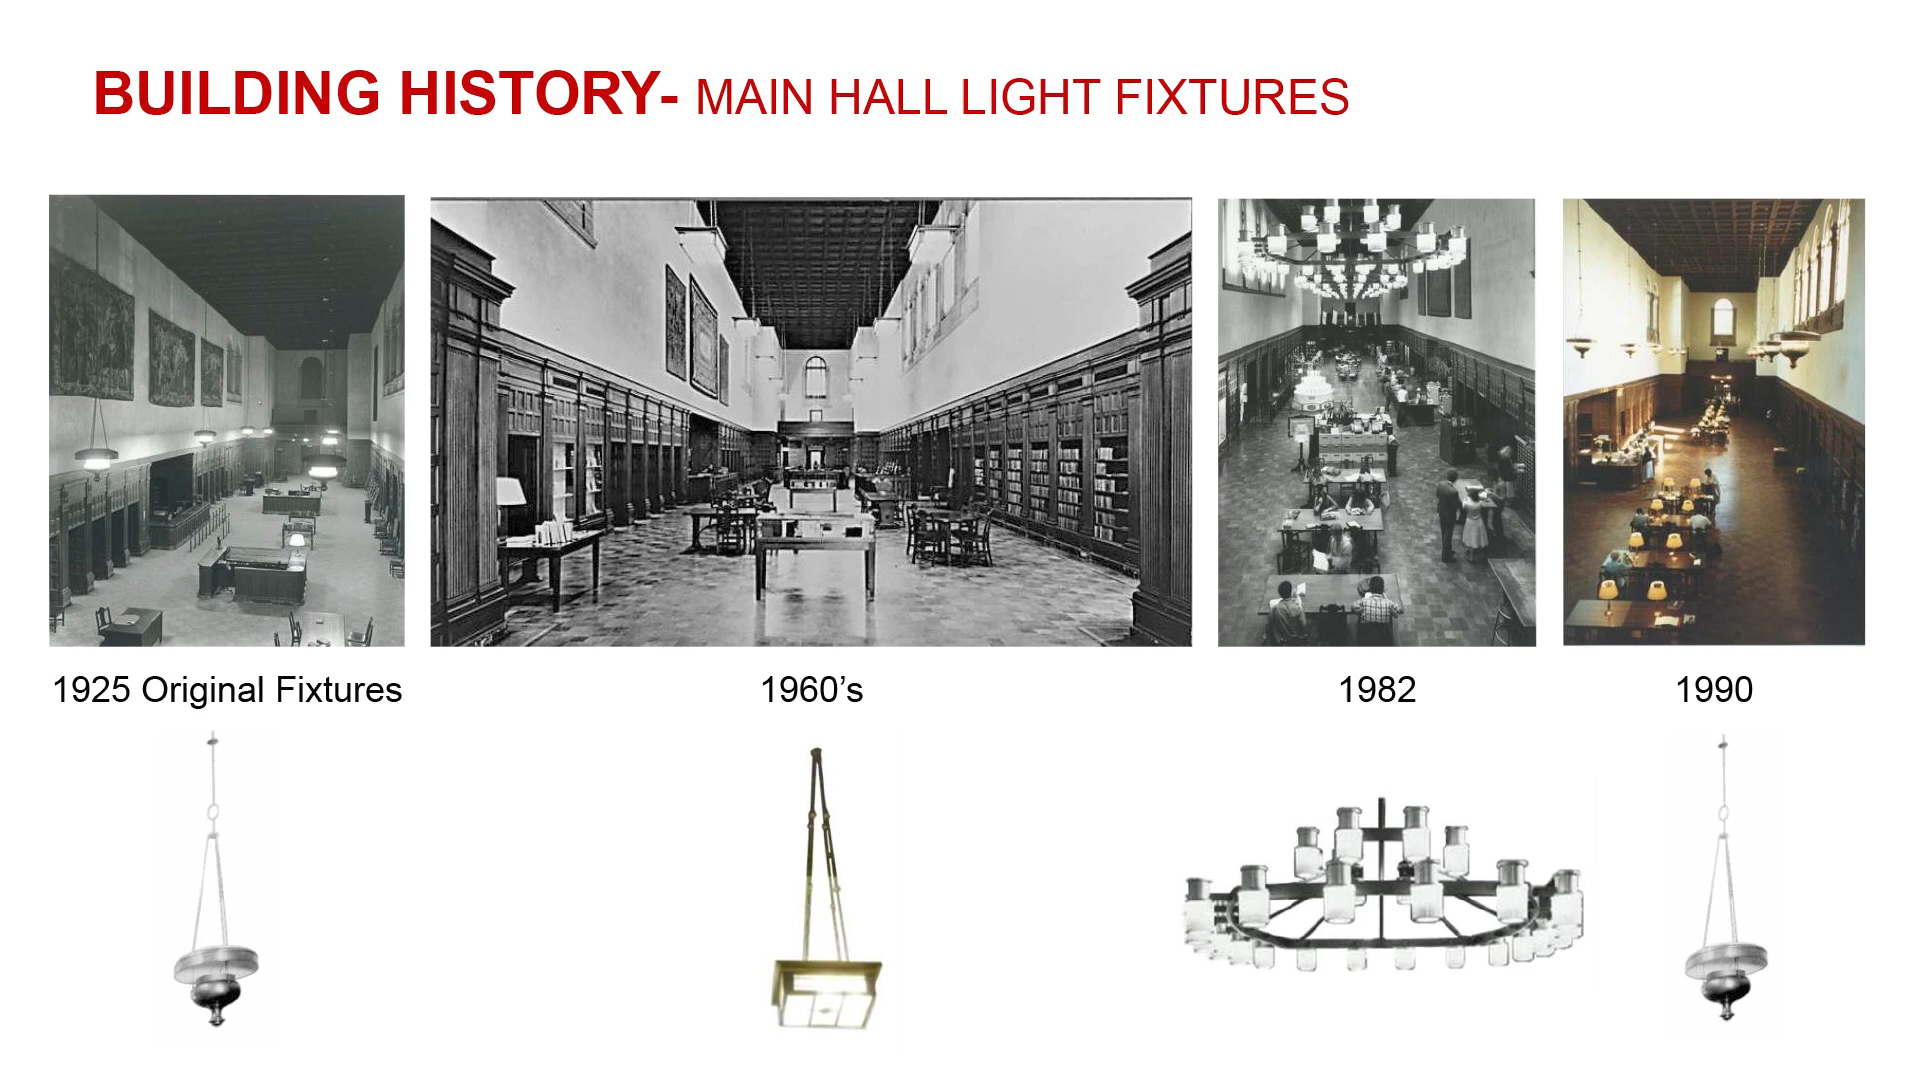 BUILDING HISTORY- MAIN HALL LIGHT FIXTURES
1925 Original Fixtures
1960’s
1982
1990